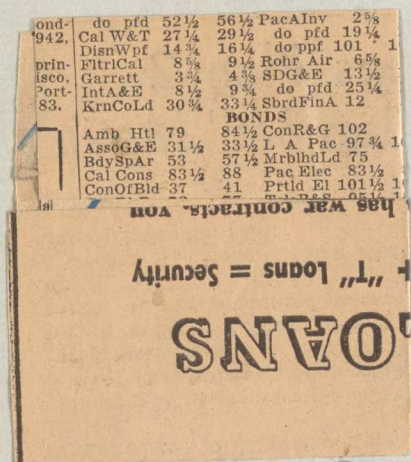 ond- do pfd 52½ 56½ PacAInv 2⅝
942, Cal W&T 27¼ 29½ do pfd 19¼
DisnWpf 14¾ 16¼ do ppf 101 1
prin- FltrlCal 8⅝ 9½ Rohr Air 6⅝
isco, Garrett 3¾ 4⅜ SDG&E 13½
Port- IntA&E 8½ 9¾ do pfd 25¼
83. KrnCoLd 30¾ 33¼ SbrdFinA 12
BONDS
Amb Htl 79 84½ ConR&G 102
AssoG&E 31½ 33½ L A Pac 97¾ 10
BdySpAr 53 57½ MrblhdLd 75
Cal Cons 83½ 88 Pac Elec 83½
ConOfBld 37 41 Prtld El 101½ 10
has war contracts, you
+ "T" Loans = Security
OANS